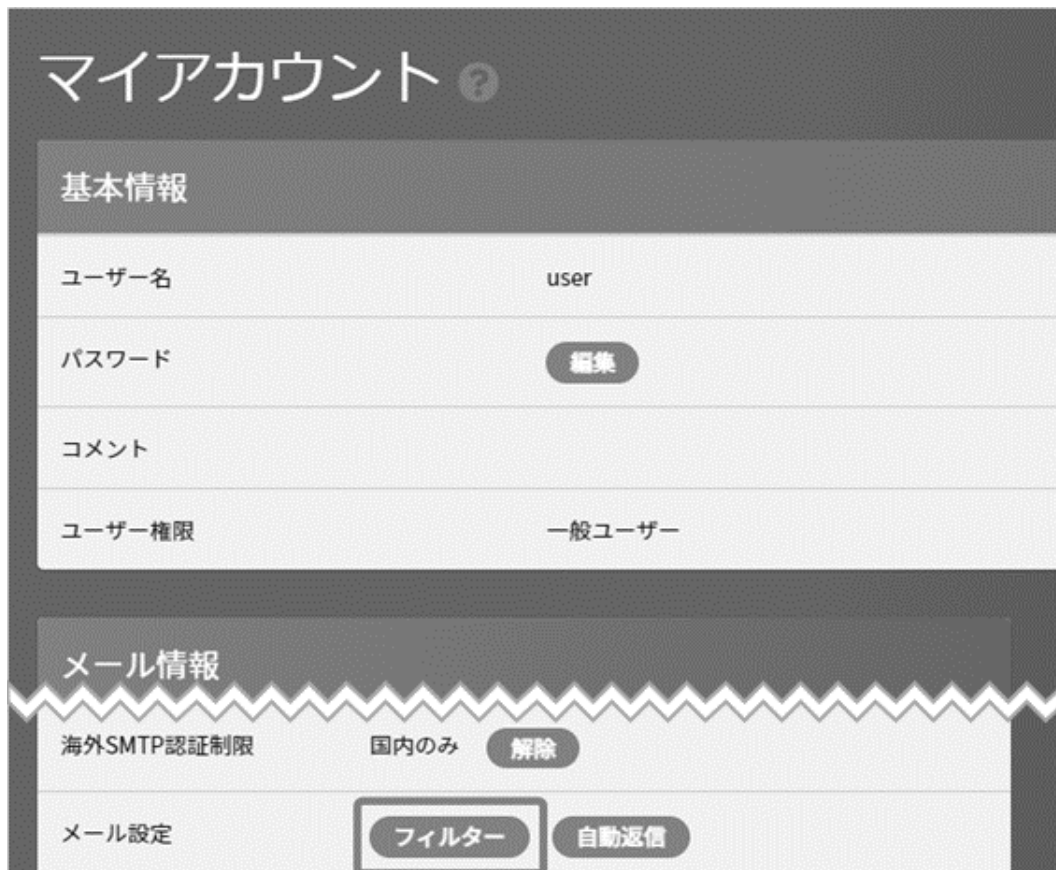 マイアカウント ?
基本情報
ユーザー名 user
パスワード 編集
コメント
ユーザー権限 一般ユーザー
メール情報
海外SMTP認証制限 国内のみ 解除
メール設定 フィルター 自動返信